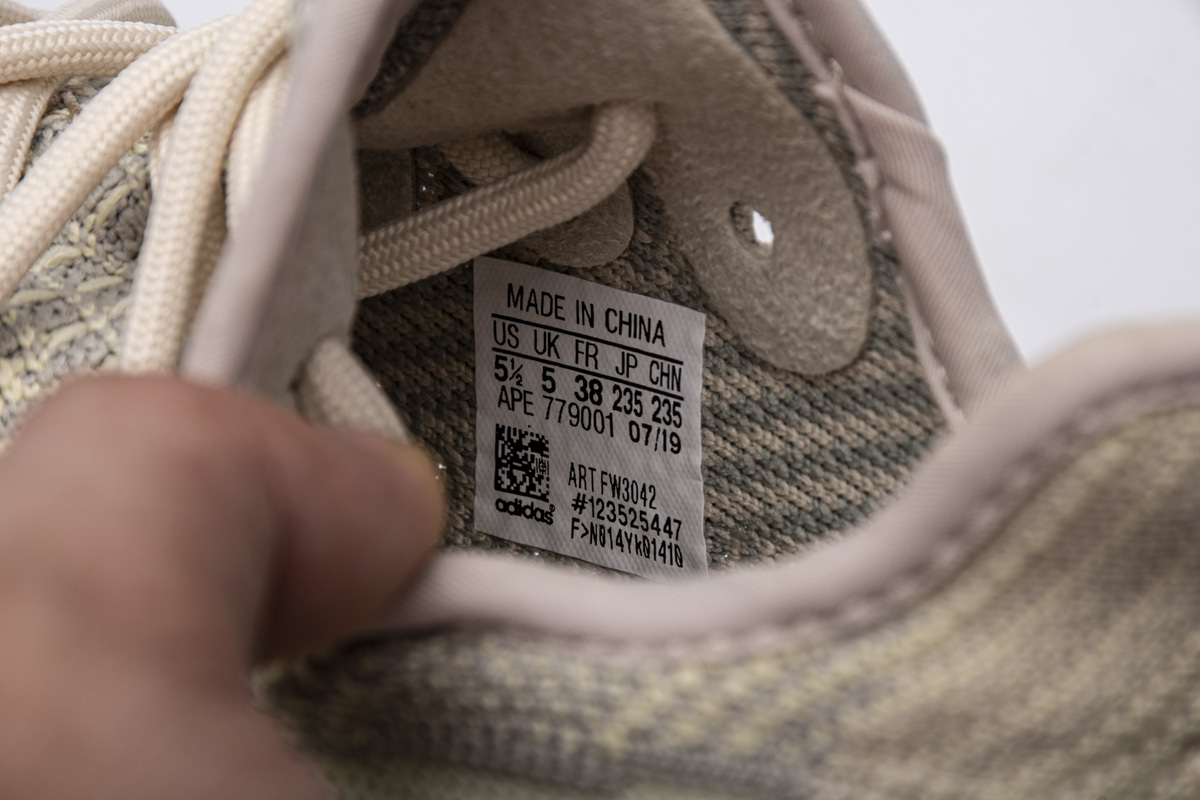 MADE IN CHINA
US UK FR JP CHN
5½ 5 38 235 235
APE 779001 07/19
ART FW3042
#123525447
F>N014Yk01410
adidas®